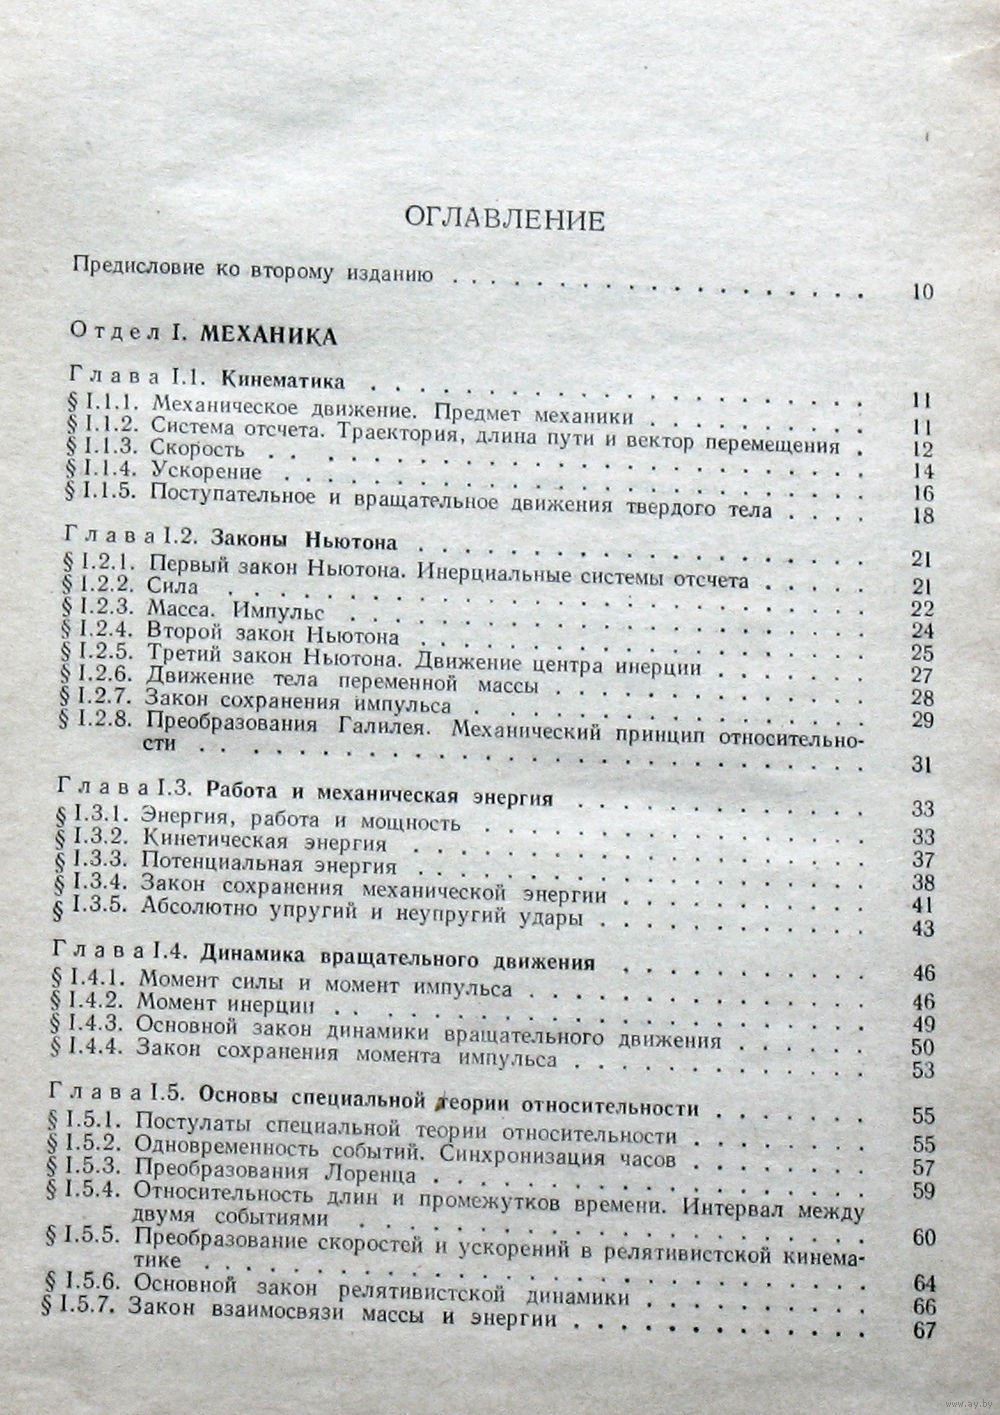 ОГЛАВЛЕНИЕ
Предисловие ко второму изданию . . . . . . . . . . . . . . . . . 10
Отдел I. МЕХАНИКА
Глава I.1. Кинематика . . . . . . . . . . . . . . . . . . . . 11
§ I.1.1. Механическое движение. Предмет механики . . . . . . . . . 11
§ I.1.2. Система отсчета. Траектория, длина пути и вектор перемещения . 12
§ I.1.3. Скорость . . . . . . . . . . . . . . . . . . . . . . . . 14
§ I.1.4. Ускорение . . . . . . . . . . . . . . . . . . . . . . . . 16
§ I.1.5. Поступательное и вращательное движения твердого тела . . . . 18
Глава I.2. Законы Ньютона . . . . . . . . . . . . . . . . . . . 21
§ I.2.1. Первый закон Ньютона. Инерциальные системы отсчета . . . . . 21
§ I.2.2. Сила . . . . . . . . . . . . . . . . . . . . . . . . . . 22
§ I.2.3. Масса. Импульс . . . . . . . . . . . . . . . . . . . . . . 24
§ I.2.4. Второй закон Ньютона . . . . . . . . . . . . . . . . . . . 25
§ I.2.5. Третий закон Ньютона. Движение центра инерции . . . . . . . 27
§ I.2.6. Движение тела переменной массы . . . . . . . . . . . . . 28
§ I.2.7. Закон сохранения импульса . . . . . . . . . . . . . . . . 29
§ I.2.8. Преобразования Галилея. Механический принцип относительно-
сти . . . . . . . . . . . . . . . . . . . . . . . . . . . 31
Глава I.3. Работа и механическая энергия . . . . . . . . . . . . 33
§ I.3.1. Энергия, работа и мощность . . . . . . . . . . . . . . . . 33
§ I.3.2. Кинетическая энергия . . . . . . . . . . . . . . . . . . . 37
§ I.3.3. Потенциальная энергия . . . . . . . . . . . . . . . . . . . 38
§ I.3.4. Закон сохранения механической энергии . . . . . . . . . . . 41
§ I.3.5. Абсолютно упругий и неупругий удары . . . . . . . . . . . . 43
Глава I.4. Динамика вращательного движения . . . . . . . . . . . 46
§ I.4.1. Момент силы и момент импульса . . . . . . . . . . . . . . 46
§ I.4.2. Момент инерции . . . . . . . . . . . . . . . . . . . . . . 49
§ I.4.3. Основной закон динамики вращательного движения . . . . . . 50
§ I.4.4. Закон сохранения момента импульса . . . . . . . . . . . . . 53
Глава I.5. Основы специальной теории относительности . . . . . . . 55
§ I.5.1. Постулаты специальной теории относительности . . . . . . . . 55
§ I.5.2. Одновременность событий. Синхронизация часов . . . . . . . . 57
§ I.5.3. Преобразования Лоренца . . . . . . . . . . . . . . . . . . 59
§ I.5.4. Относительность длин и промежутков времени. Интервал между
двумя событиями . . . . . . . . . . . . . . . . . . . . . 60
§ I.5.5. Преобразование скоростей и ускорений в релятивистской кинема-
тике . . . . . . . . . . . . . . . . . . . . . . . . . . . 64
§ I.5.6. Основной закон релятивистской динамики . . . . . . . . . . 66
§ I.5.7. Закон взаимосвязи массы и энергии . . . . . . . . . . . . . 67
www.ay.by